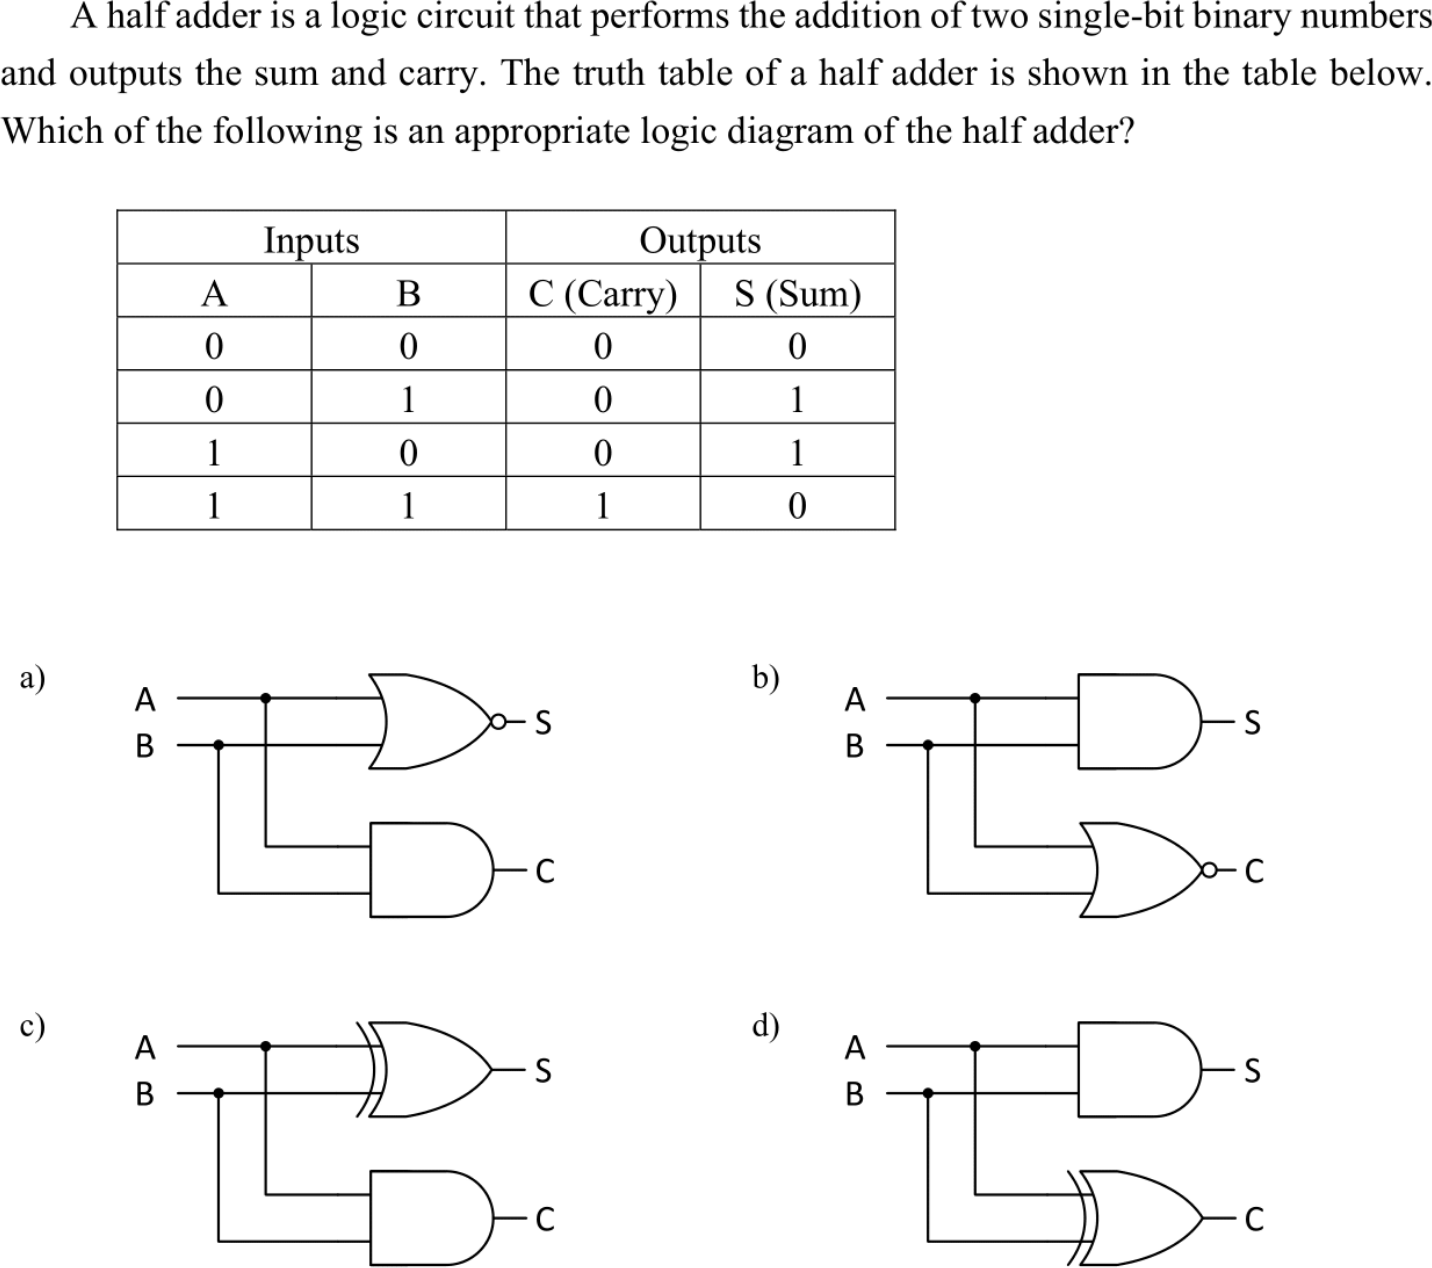 A half adder is a logic circuit that performs the addition of two single-bit binary numbers
and outputs the sum and carry. The truth table of a half adder is shown in the table below.
Which of the following is an appropriate logic diagram of the half adder?
Inputs Outputs
A B C (Carry) S (Sum)
0 0 0 0
0 1 0 1
1 0 0 1
1 1 1 0
a) b)
A S A S
B B
C C
c) d)
A S A S
B B
C C